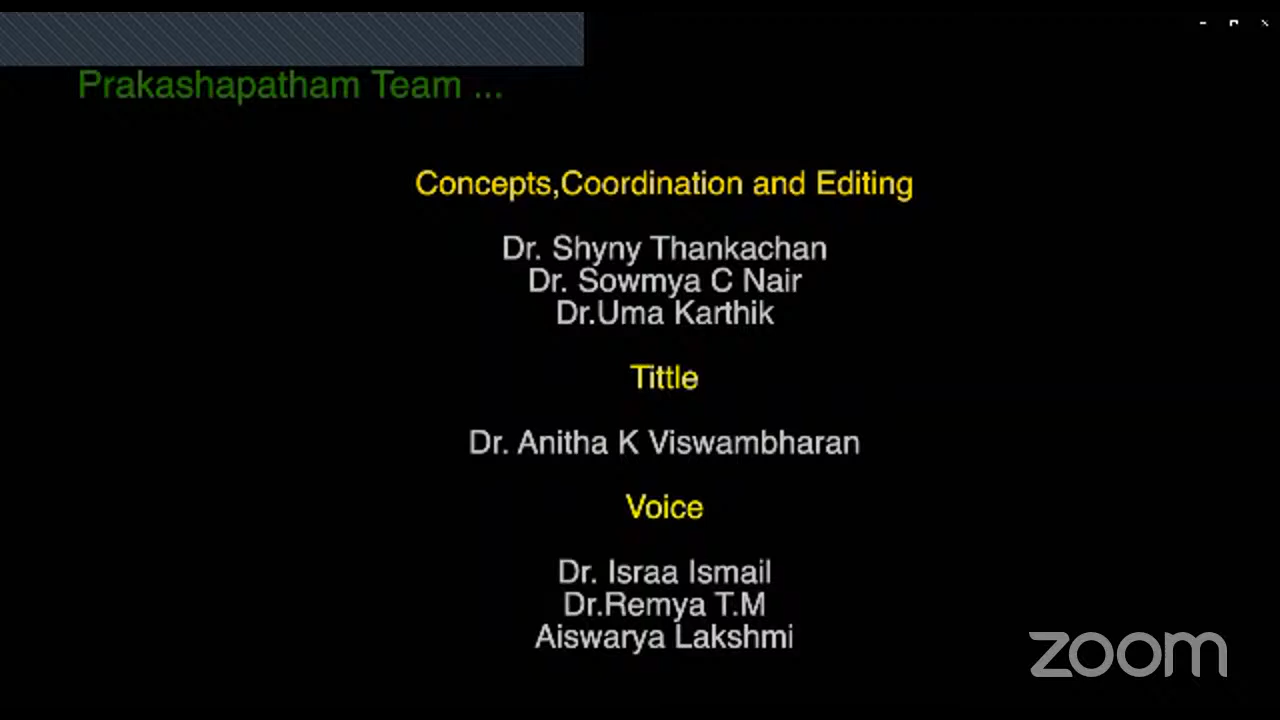 Prakashapatham Team ...
Concepts,Coordination and Editing
Dr. Shyny Thankachan
Dr. Sowmya C Nair
Dr.Uma Karthik
Tittle
Dr. Anitha K Viswambharan
Voice
Dr. Israa Ismail
Dr.Remya T.M
Aiswarya Lakshmi
zoom